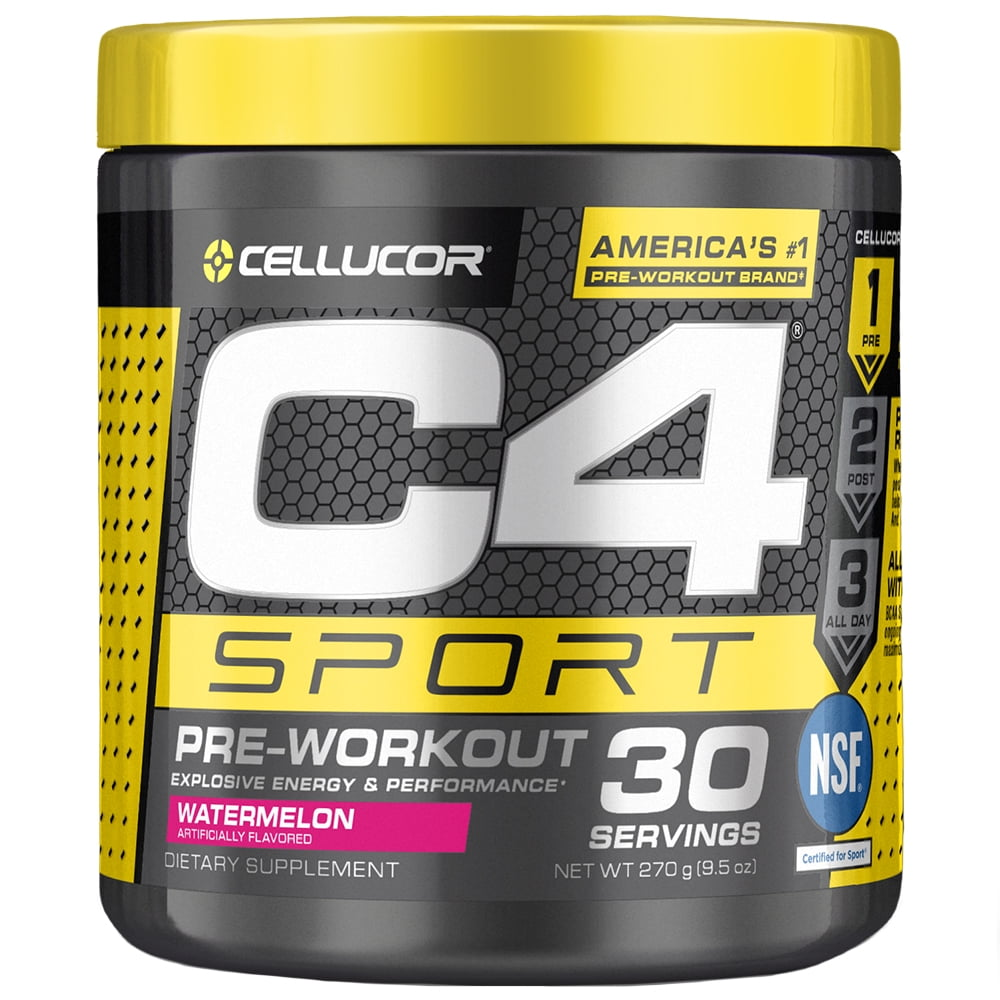 CELLUCOR®
AMERICA'S #1
PRE-WORKOUT BRAND‡
C4®
SPORT
PRE-WORKOUT
EXPLOSIVE ENERGY & PERFORMANCE*
WATERMELON
ARTIFICIALLY FLAVORED
DIETARY SUPPLEMENT
30
SERVINGS
NET WT 270 g (9.5 oz)
CELLUCOR
1
PRE
2
POST
3
ALL DAY
NSF®
Certified for Sport®